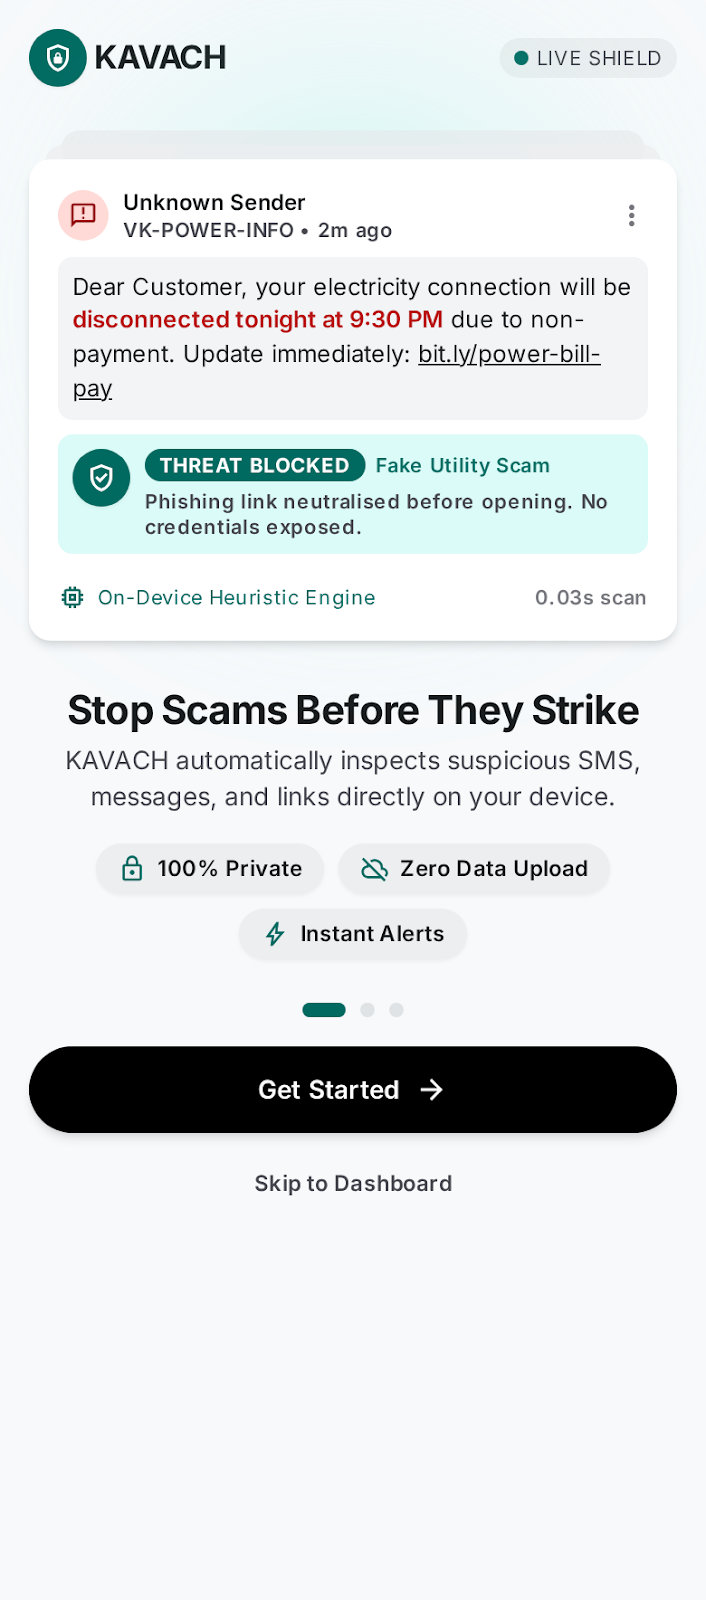 KAVACH
LIVE SHIELD
Unknown Sender
VK-POWER-INFO • 2m ago
Dear Customer, your electricity connection will be
disconnected tonight at 9:30 PM due to non-
payment. Update immediately: bit.ly/power-bill-
pay
THREAT BLOCKED Fake Utility Scam
Phishing link neutralised before opening. No
credentials exposed.
On-Device Heuristic Engine
0.03s scan
Stop Scams Before They Strike
KAVACH automatically inspects suspicious SMS,
messages, and links directly on your device.
100% Private
Zero Data Upload
Instant Alerts
Get Started →
Skip to Dashboard